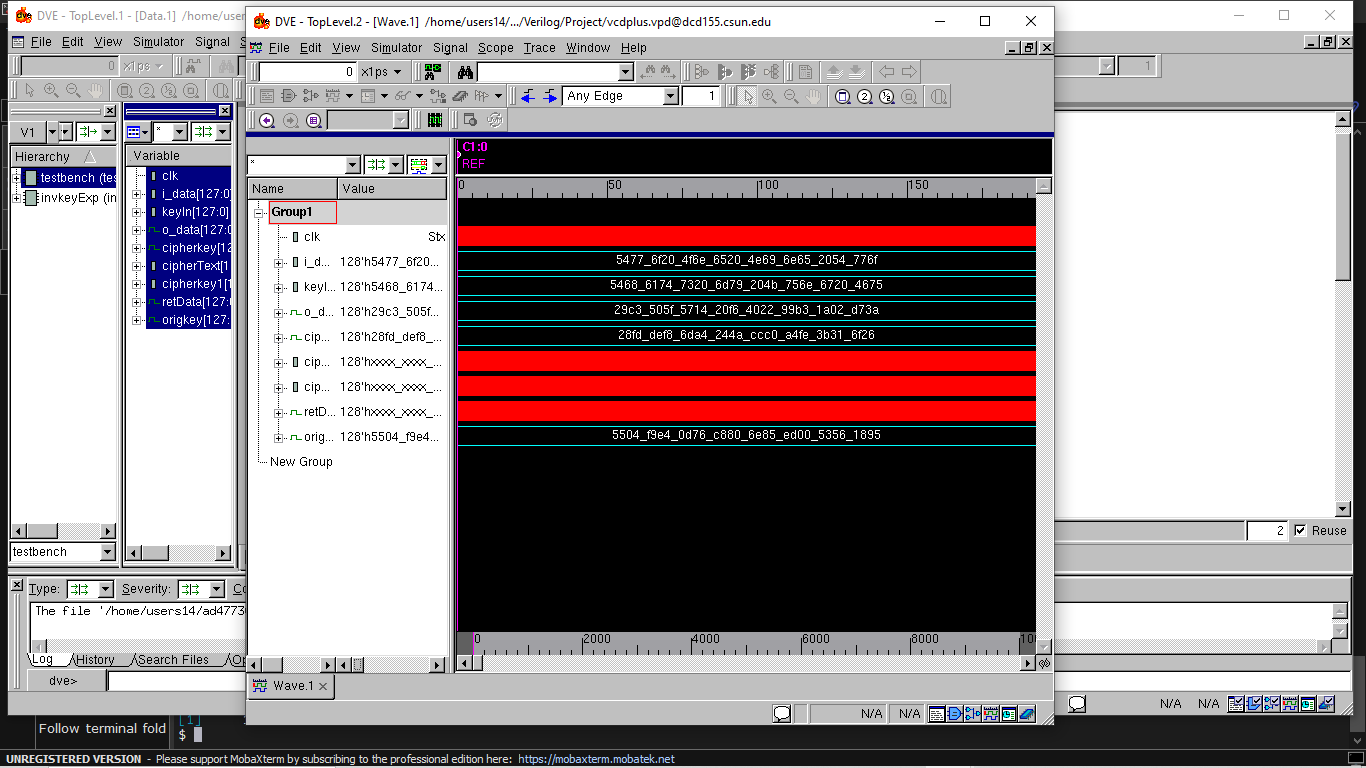 DVE - TopLevel.1 - [Data.1] /home/users14
DVE - TopLevel.2 - [Wave.1] /home/users14/.../Verilog/Project/vcdplus.vpd@dcd155.csun.edu
File Edit View Simulator Signal
File Edit View Simulator Signal Scope Trace Window Help
0 x1ps
0 x1ps
1
Any Edge 1
V1
*
Hierarchy
Variable
testbench (tes
invkeyExp (in
clk
i_data[127:0]
keyIn[127:0]
o_data[127:0
cipherkey[12
cipherText[1
cipherkey1[1
retData[127:0
origkey[127:
*
C1:0
REF
Name Value
0 50 100 150
Group1
clk Stx
i_d... 128'h5477_6f20... 5477_6f20_4f6e_6520_4e69_6e65_2054_776f
keyI... 128'h5468_6174... 5468_6174_7320_6d79_204b_756e_6720_4675
o_d... 128'h29c3_505f... 29c3_505f_5714_20f6_4022_99b3_1a02_d73a
cip... 128'h28fd_def8_... 28fd_def8_6da4_244a_ccc0_a4fe_3b31_6f26
cip... 128'hxxxx_xxxx_...
cip... 128'hxxxx_xxxx_...
retD... 128'hxxxx_xxxx_...
orig... 128'h5504_f9e4... 5504_f9e4_0d76_c880_6e85_ed00_5356_1895
New Group
0 2000 4000 6000 8000 10
testbench
2 Reuse
Type: Severity: Co
The file '/home/users14/ad4773
Log History Search Files Op
dve>
Wave.1
N/A N/A
N/A N/A
Follow terminal fold
[1]
$
UNREGISTERED VERSION - Please support MobaXterm by subscribing to the professional edition here: https://mobaxterm.mobatek.net